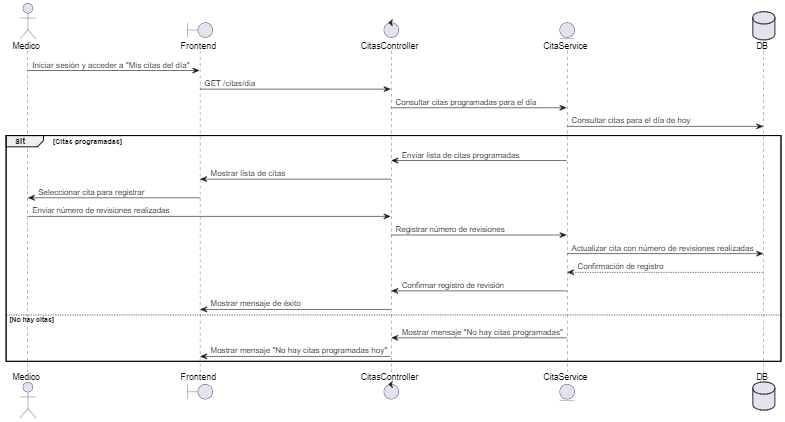 Medico Frontend CitasController CitaService DB
Iniciar sesión y acceder a "Mis citas del día"
GET /citas/dia
Consultar citas programadas para el día
Consultar citas para el día de hoy
alt [Citas programadas]
Enviar lista de citas programadas
Mostrar lista de citas
Seleccionar cita para registrar
Enviar número de revisiones realizadas
Registrar número de revisiones
Actualizar cita con número de revisiones realizadas
Confirmación de registro
Confirmar registro de revisión
Mostrar mensaje de éxito
[No hay citas]
Mostrar mensaje "No hay citas programadas"
Mostrar mensaje "No hay citas programadas hoy"
Medico Frontend CitasController CitaService DB